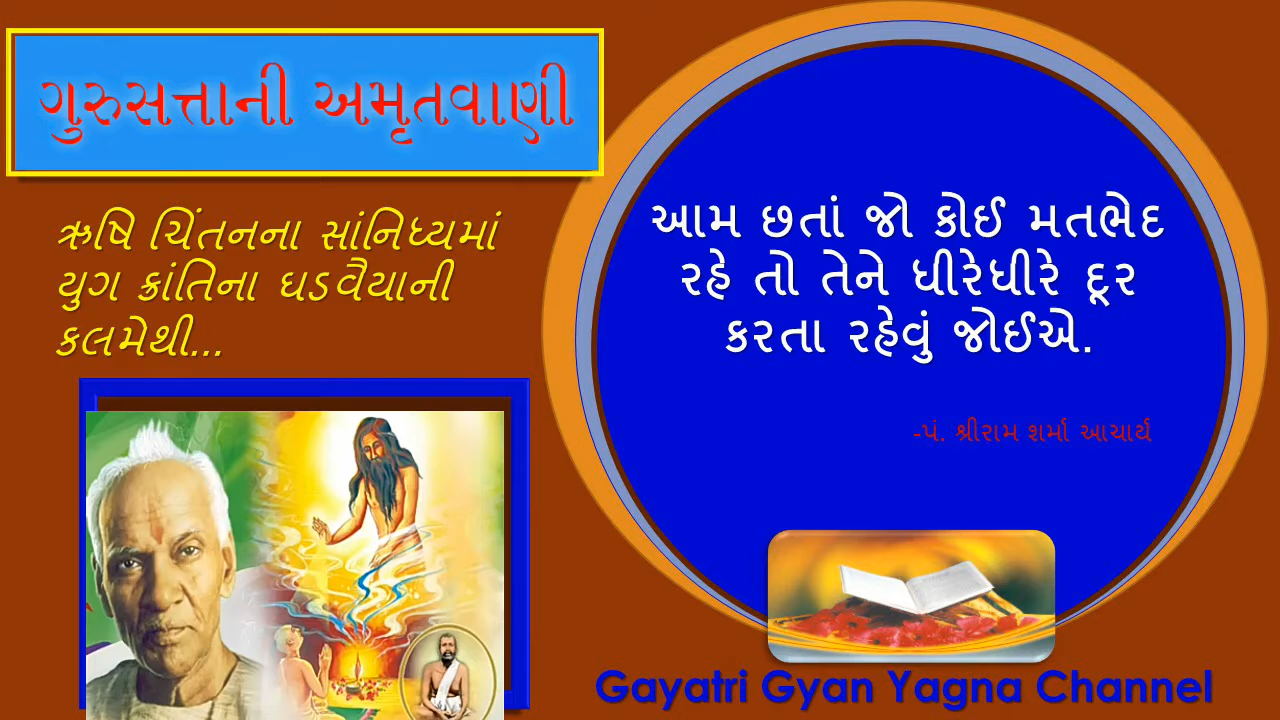 ગુરુસત્તાની અમૃતવાણી
ઋષિ ચિંતનના સાંનિધ્યમાં
યુગ ક્રાંતિના ઘડવૈયાની
કલમેથી...
આમ છતાં જો કોઈ મતભેદ
રહે તો તેને ધીરેધીરે દૂર
કરતા રહેવું જોઈએ.
-પં. શ્રીરામ શર્મા આચાર્ય
Gayatri Gyan Yagna Channel